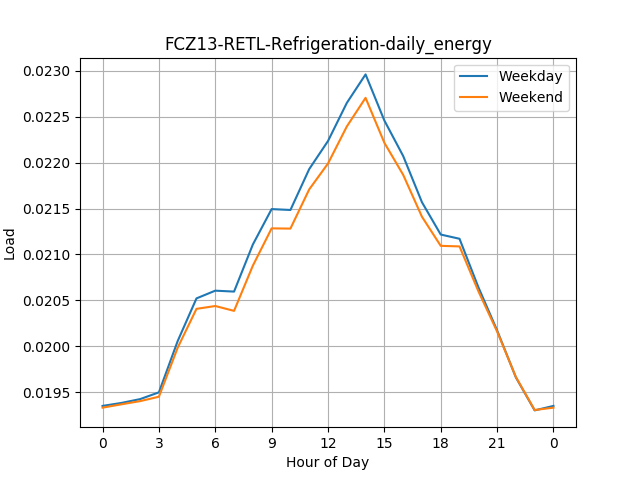 FCZ13-RETL-Refrigeration-daily_energy
Weekday
Weekend
0.0230
0.0225
0.0220
0.0215
0.0210
0.0205
0.0200
0.0195
Load
0 3 6 9 12 15 18 21 0
Hour of Day